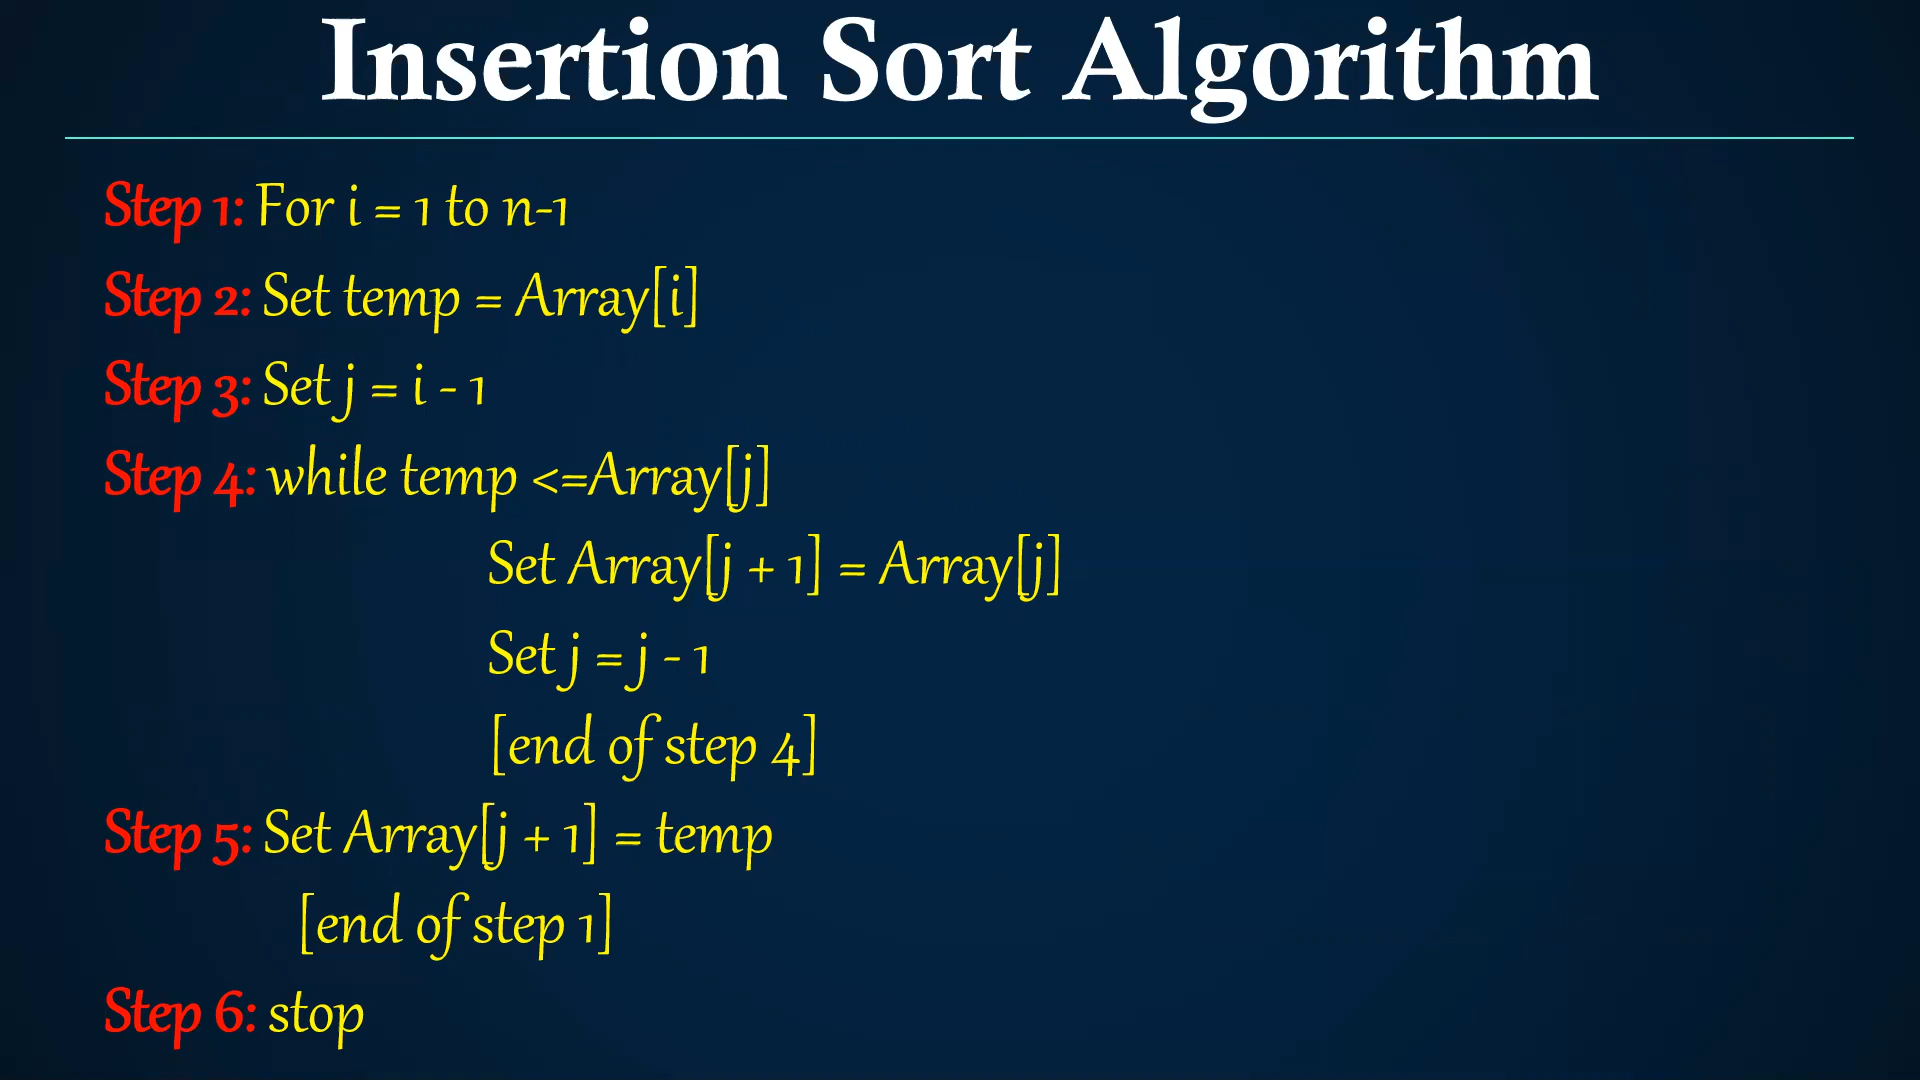 Insertion Sort Algorithm
Step 1: For i = 1 to n-1
Step 2: Set temp = Array[i]
Step 3: Set j = i - 1
Step 4: while temp <=Array[j]
Set Array[j + 1] = Array[j]
Set j = j - 1
[end of step 4]
Step 5: Set Array[j + 1] = temp
[end of step 1]
Step 6: stop